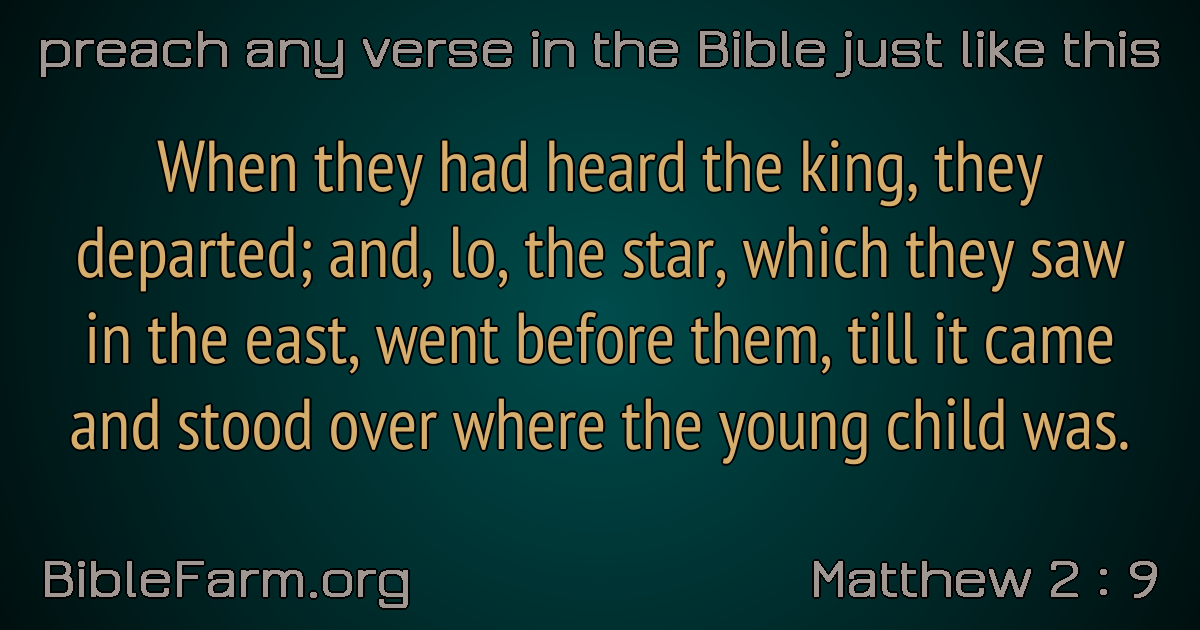 preach any verse in the Bible just like this
When they had heard the king, they
departed; and, lo, the star, which they saw
in the east, went before them, till it came
and stood over where the young child was.
BibleFarm.org
Matthew 2 : 9